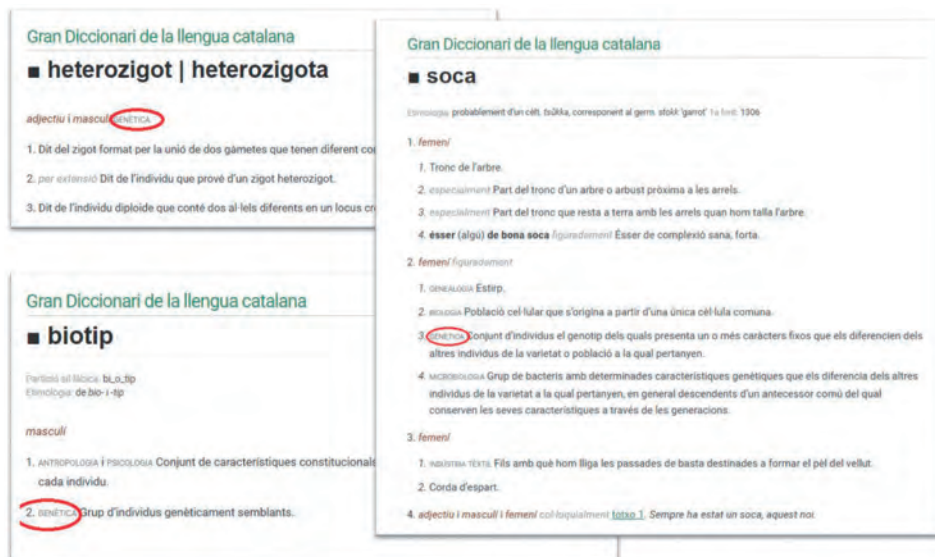 Gran Diccionari de la llengua catalana
■ heterozigot | heterozigota
adjectiu i masculí GENÈTICA
1. Dit del zigot format per la unió de dos gàmetes que tenen diferent
2. per extensió Dit de l'individu que prové d'un zigot heterozigot.
3. Dit de l'individu diploide que conté dos al·lels diferents en un locus
Gran Diccionari de la llengua catalana
■ biotip
Partició sil·làbica: bi_o_tip
Etimologia: de bio- i -tip
masculí
1. ANTROPOLOGIA i PSICOLOGIA Conjunt de característiques constitucionals
cada individu.
2. GENÈTICA Grup d'individus genèticament semblants.
Gran Diccionari de la llengua catalana
■ soca
Etimologia: probablement d'un cèlt. tsŭkka, corresponent al germ. stokk 'garrot' 1a font: 1306
1. femení
1. Tronc de l'arbre.
2. especialment Part del tronc d'un arbre o arbust pròxima a les arrels.
3. especialment Part del tronc que resta a terra amb les arrels quan hom talla l'arbre.
4. ésser (algú) de bona soca figuradament Ésser de complexió sana, forta.
2. femení figuradament
1. GENEALOGIA Estirp.
2. BIOLOGIA Població cel·lular que s'origina a partir d'una única cèl·lula comuna.
3. GENÈTICA Conjunt d'individus el genotip dels quals presenta un o més caràcters fixos que els diferencien dels
altres individus de la varietat o població a la qual pertanyen.
4. MICROBIOLOGIA Grup de bacteris amb determinades característiques genètiques que els diferencia dels altres
individus de la varietat a la qual pertanyen, en general descendents d'un antecessor comú del qual
conserven les seves característiques a través de les generacions.
3. femení
1. INDÚSTRIA TÈXTIL Fils amb què hom lliga les passades de basta destinades a formar el pèl del vellut.
2. Corda d'espart.
4. adjectiu i masculí i femení col·loquialment totxo 1. Sempre ha estat un soca, aquest noi.